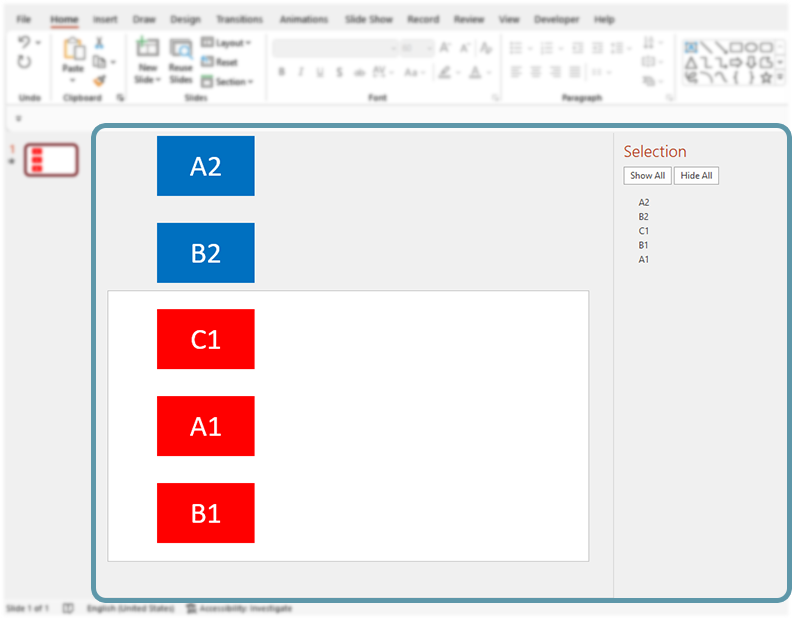 File Home Insert Draw Design Transitions Animations Slide Show Record Review View Developer Help
Paste
New Slide
Reuse Slides
Layout
Reset
Section
Undo Clipboard Slides Font Paragraph
1
A2
B2
C1
A1
B1
Selection
Show All Hide All
A2
B2
C1
B1
A1
Slide 1 of 1 English (United States) Accessibility: Investigate